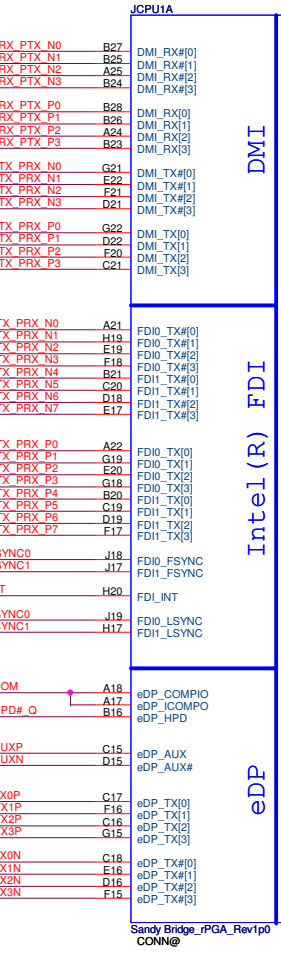 JCPU1A
RX_PTX_N0 B27 DMI_RX#[0]
RX_PTX_N1 B25 DMI_RX#[1]
RX_PTX_N2 A25 DMI_RX#[2]
RX_PTX_N3 B24 DMI_RX#[3]
RX_PTX_P0 B28 DMI_RX[0]
RX_PTX_P1 B26 DMI_RX[1]
RX_PTX_P2 A24 DMI_RX[2]
RX_PTX_P3 B23 DMI_RX[3]
DMI
TX_PRX_N0 G21 DMI_TX#[0]
TX_PRX_N1 E22 DMI_TX#[1]
TX_PRX_N2 F21 DMI_TX#[2]
TX_PRX_N3 D21 DMI_TX#[3]
TX_PRX_P0 G22 DMI_TX[0]
TX_PRX_P1 D22 DMI_TX[1]
TX_PRX_P2 F20 DMI_TX[2]
TX_PRX_P3 C21 DMI_TX[3]
TX_PRX_N0 A21 FDI0_TX#[0]
TX_PRX_N1 H19 FDI0_TX#[1]
TX_PRX_N2 E19 FDI0_TX#[2]
TX_PRX_N3 F18 FDI0_TX#[3]
TX_PRX_N4 B21 FDI1_TX#[0]
TX_PRX_N5 C20 FDI1_TX#[1]
TX_PRX_N6 D18 FDI1_TX#[2]
TX_PRX_N7 E17 FDI1_TX#[3]
Intel(R) FDI
TX_PRX_P0 A22 FDI0_TX[0]
TX_PRX_P1 G19 FDI0_TX[1]
TX_PRX_P2 E20 FDI0_TX[2]
TX_PRX_P3 G18 FDI0_TX[3]
TX_PRX_P4 B20 FDI1_TX[0]
TX_PRX_P5 C19 FDI1_TX[1]
TX_PRX_P6 D19 FDI1_TX[2]
TX_PRX_P7 F17 FDI1_TX[3]
SYNC0 J18 FDI0_FSYNC
SYNC1 J17 FDI1_FSYNC
T H20 FDI_INT
SYNC0 J19 FDI0_LSYNC
SYNC1 H17 FDI1_LSYNC
OM A18 eDP_COMPIO
A17 eDP_ICOMPO
PD#_Q B16 eDP_HPD
UXP C15 eDP_AUX
UXN D15 eDP_AUX#
eDP
X0P C17 eDP_TX[0]
X1P F16 eDP_TX[1]
X2P C16 eDP_TX[2]
X3P G15 eDP_TX[3]
X0N C18 eDP_TX#[0]
X1N E16 eDP_TX#[1]
X2N D16 eDP_TX#[2]
X3N F15 eDP_TX#[3]
Sandy Bridge_rPGA_Rev1p0
CONN@